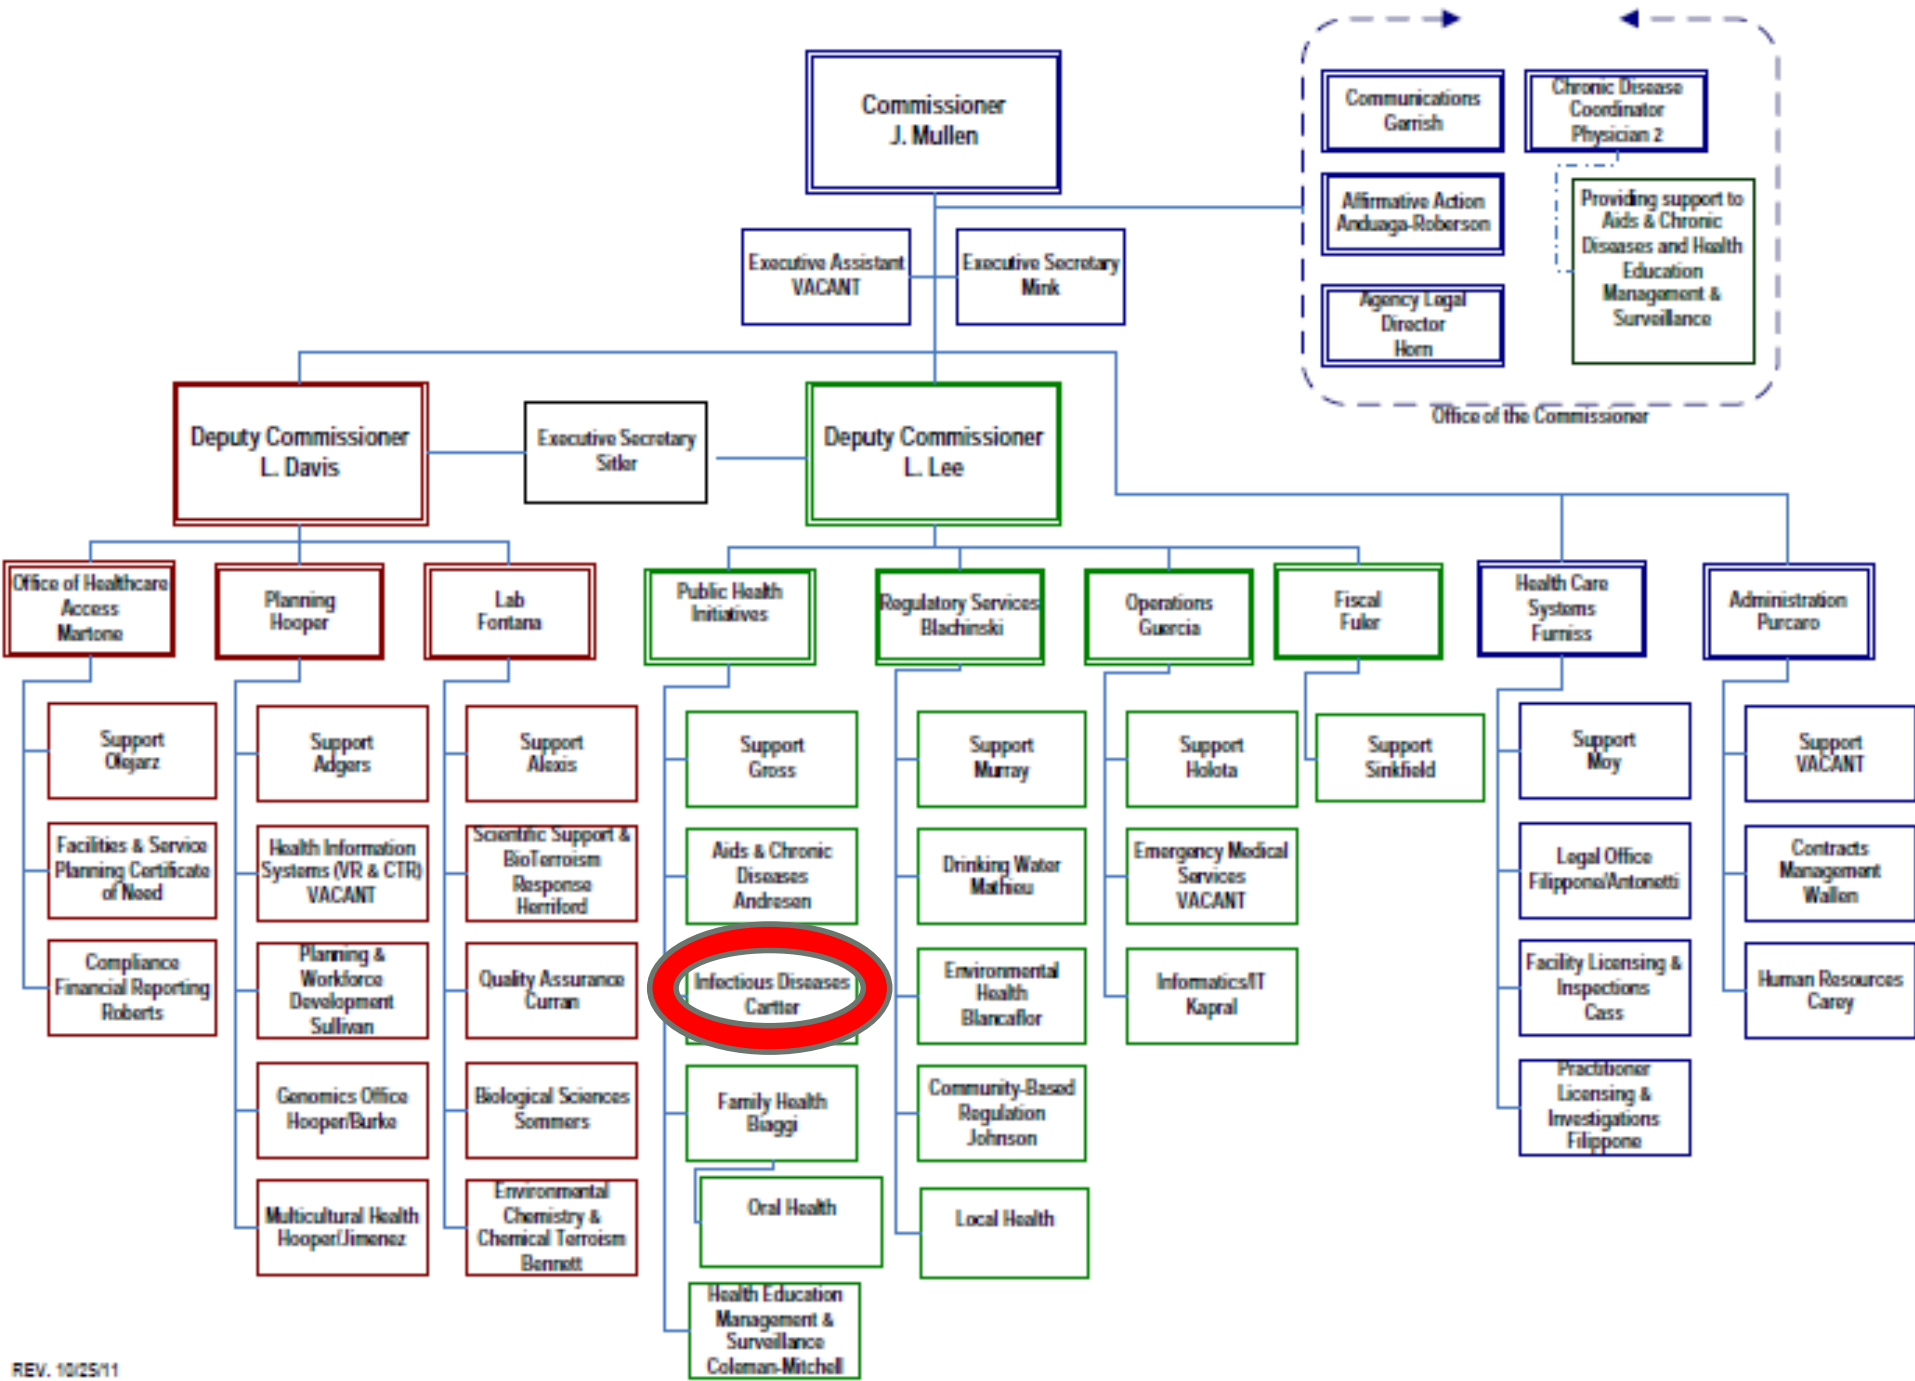 Commissioner
J. Mullen
Communications
Gerrish
Chronic Disease
Coordinator
Physician 2
Affirmative Action
Anduaga-Roberson
Providing support to
Aids & Chronic
Diseases and Health
Education
Management &
Surveillance
Agency Legal
Director
Horn
Office of the Commissioner
Executive Assistant
VACANT
Executive Secretary
Mink
Deputy Commissioner
L. Davis
Executive Secretary
Sitler
Deputy Commissioner
L. Lee
Office of Healthcare
Access
Martone
Planning
Hooper
Lab
Fontana
Public Health
Initiatives
Regulatory Services
Blachinski
Operations
Guercia
Fiscal
Fuler
Health Care
Systems
Furniss
Administration
Purcaro
Support
Olejarz
Support
Adgers
Support
Alexis
Support
Gross
Support
Murray
Support
Holota
Support
Sinkfield
Support
Moy
Support
VACANT
Facilities & Service
Planning Certificate
of Need
Health Information
Systems (VR & CTR)
VACANT
Scientific Support &
BioTerroism
Response
Herriford
Aids & Chronic
Diseases
Andresen
Drinking Water
Mathieu
Emergency Medical
Services
VACANT
Legal Office
Filippone/Antonetti
Contracts
Management
Wallen
Compliance
Financial Reporting
Roberts
Planning &
Workforce
Development
Sullivan
Quality Assurance
Curran
Infectious Diseases
Cartter
Environmental
Health
Blancaflor
Informatics/IT
Kapral
Facility Licensing &
Inspections
Cass
Human Resources
Carey
Genomics Office
Hooper/Burke
Biological Sciences
Sommers
Family Health
Biaggi
Community-Based
Regulation
Johnson
Practitioner
Licensing &
Investigations
Filippone
Multicultural Health
Hooper/Jimenez
Environmental
Chemistry &
Chemical Terroism
Bennett
Oral Health
Local Health
Health Education
Management &
Surveillance
Coleman-Mitchell
REV. 10/25/11